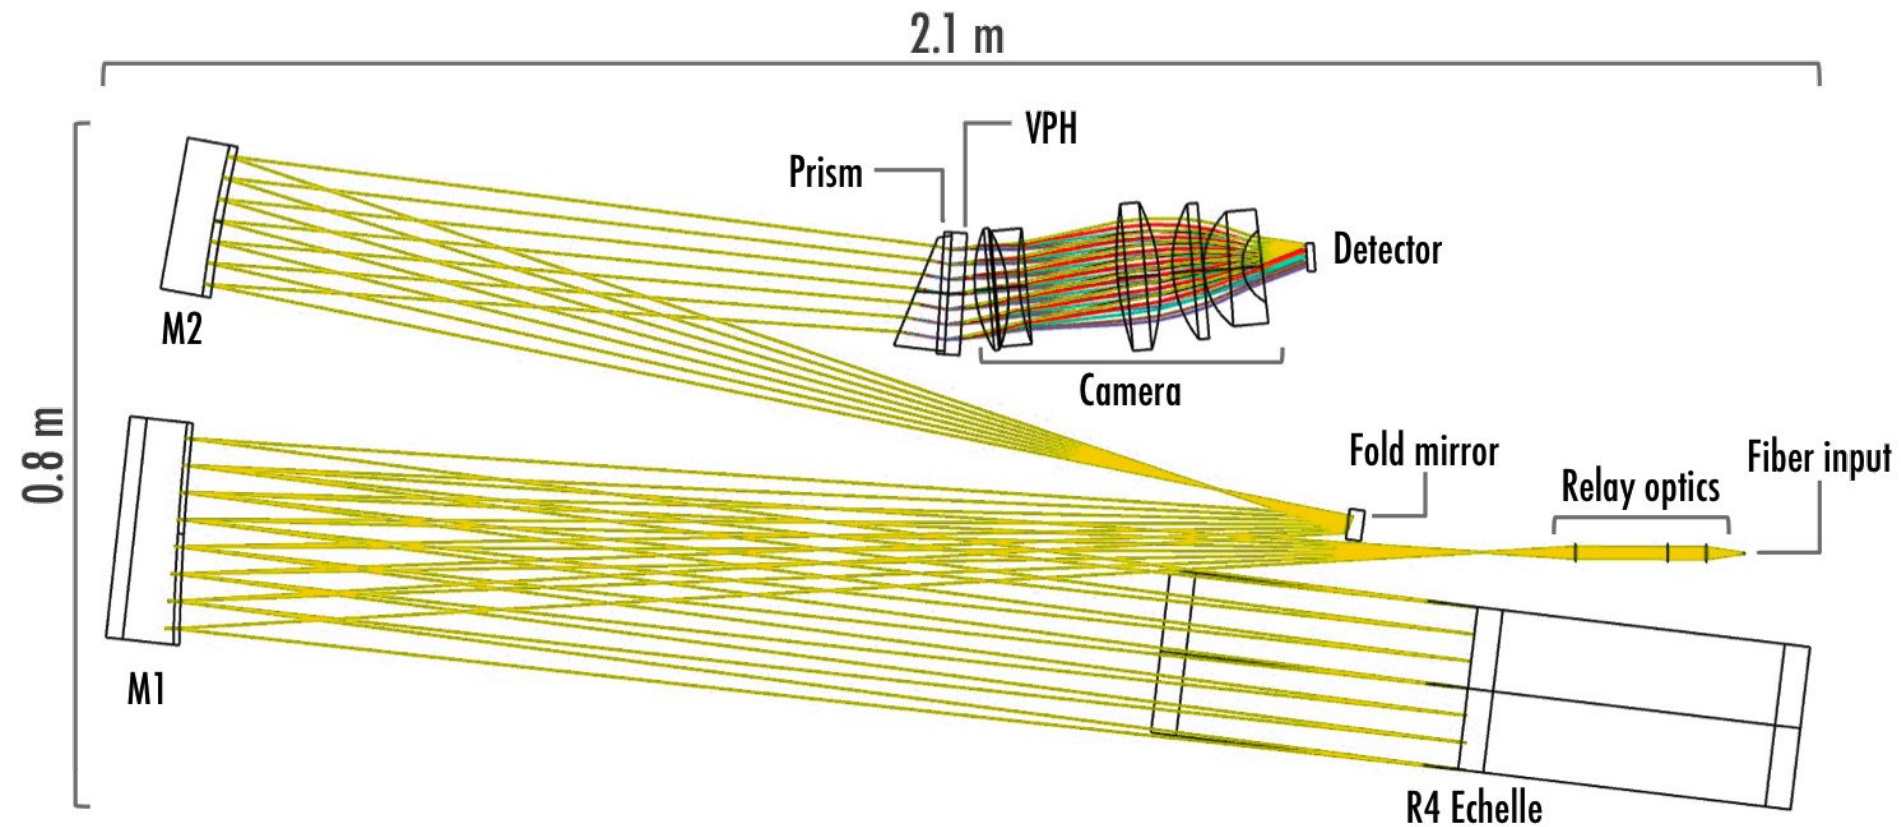 2.1 m
VPH
Prism
Detector
M2
Camera
0.8 m
Fold mirror
Fiber input
Relay optics
M1
R4 Echelle